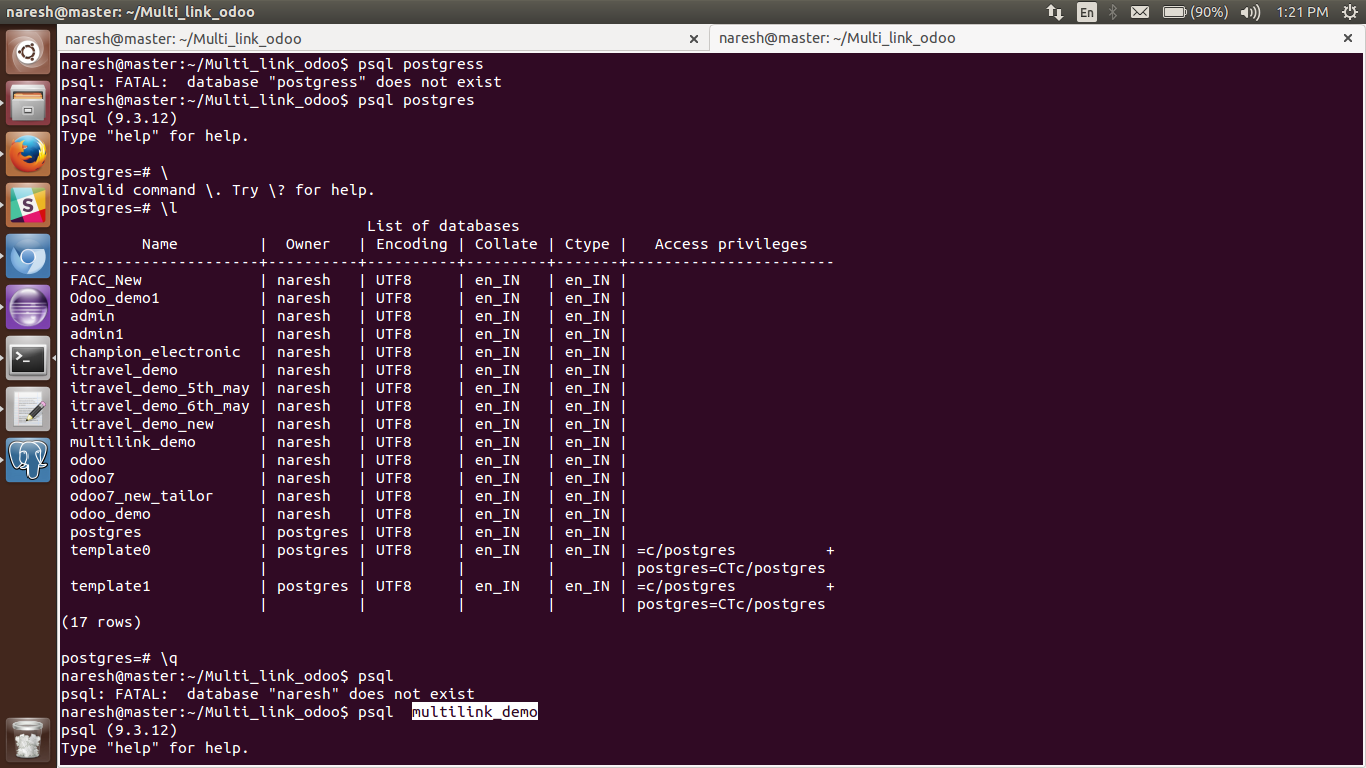 naresh@master: ~/Multi_link_odoo
En
(90%)
1:21 PM
naresh@master: ~/Multi_link_odoo × naresh@master: ~/Multi_link_odoo ×
naresh@master:~/Multi_link_odoo$ psql postgress
psql: FATAL:  database "postgress" does not exist
naresh@master:~/Multi_link_odoo$ psql postgres
psql (9.3.12)
Type "help" for help.

postgres=# \
Invalid command \. Try \? for help.
postgres=# \l
                                  List of databases
         Name         |  Owner   | Encoding | Collate | Ctype |   Access privileges
----------------------+----------+----------+---------+-------+-----------------------
 FACC_New             | naresh   | UTF8     | en_IN   | en_IN |
 Odoo_demo1           | naresh   | UTF8     | en_IN   | en_IN |
 admin                | naresh   | UTF8     | en_IN   | en_IN |
 admin1               | naresh   | UTF8     | en_IN   | en_IN |
 champion_electronic  | naresh   | UTF8     | en_IN   | en_IN |
 itravel_demo         | naresh   | UTF8     | en_IN   | en_IN |
 itravel_demo_5th_may | naresh   | UTF8     | en_IN   | en_IN |
 itravel_demo_6th_may | naresh   | UTF8     | en_IN   | en_IN |
 itravel_demo_new     | naresh   | UTF8     | en_IN   | en_IN |
 multilink_demo       | naresh   | UTF8     | en_IN   | en_IN |
 odoo                 | naresh   | UTF8     | en_IN   | en_IN |
 odoo7                | naresh   | UTF8     | en_IN   | en_IN |
 odoo7_new_tailor     | naresh   | UTF8     | en_IN   | en_IN |
 odoo_demo            | naresh   | UTF8     | en_IN   | en_IN |
 postgres             | postgres | UTF8     | en_IN   | en_IN |
 template0            | postgres | UTF8     | en_IN   | en_IN | =c/postgres          +
                      |          |          |         |       | postgres=CTc/postgres
 template1            | postgres | UTF8     | en_IN   | en_IN | =c/postgres          +
                      |          |          |         |       | postgres=CTc/postgres
(17 rows)

postgres=# \q
naresh@master:~/Multi_link_odoo$ psql
psql: FATAL:  database "naresh" does not exist
naresh@master:~/Multi_link_odoo$ psql  multilink_demo
psql (9.3.12)
Type "help" for help.